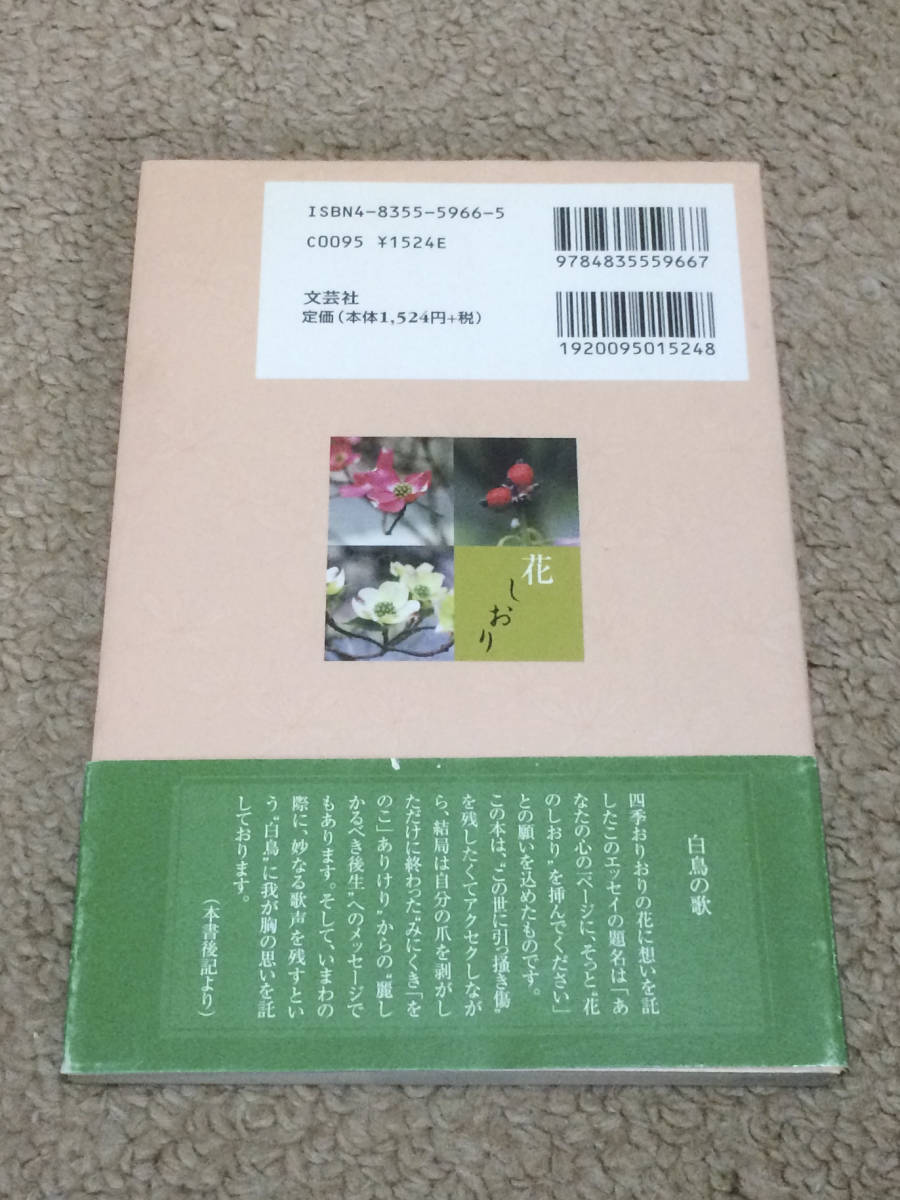 ISBN4-8355-5966-5
C0095 ¥1524E
文芸社
定価(本体1,524円+税)
9784835559667
1920095015248
花
しおり
白鳥の歌
四季おりおりの花に想いを託
したこのエッセイの題名は「あ
なたの心の一ページに、そっと“花
のしおり”を挿んでください」
との願いを込めたものです。
この本は、“この世に引っ掻き傷”
を残したくてアクセクしなが
ら、結局は自分の爪を剥がし
ただけに終わった“みにくき「を
のこ」ありけり”からの“麗し
かるべき後生”へのメッセージで
もあります。そして、いまわの
際に、妙なる歌声を残すとい
う“白鳥”に我が胸の思いを託
しております。
(本書後記より)